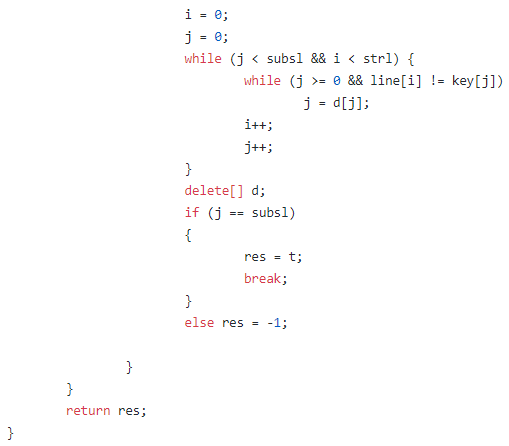 i = 0;
j = 0;
while (j < subsl && i < strl) {
while (j >= 0 && line[i] != key[j])
j = d[j];
i++;
j++;
}
delete[] d;
if (j == subsl)
{
res = t;
break;
}
else res = -1;
}
}
return res;
}